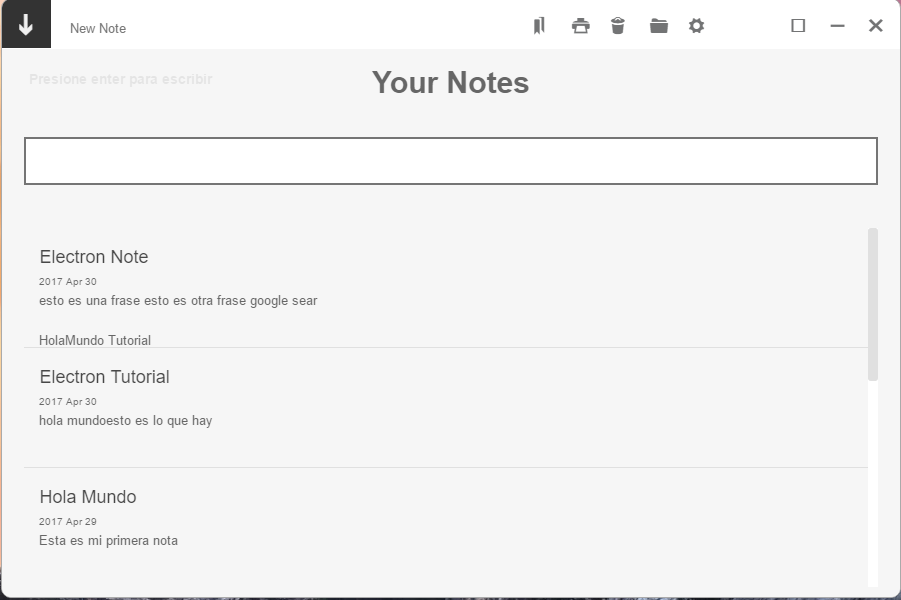 New Note
Presione enter para escribir
Your Notes
Electron Note
2017 Apr 30
esto es una frase esto es otra frase google sear
HolaMundo Tutorial
Electron Tutorial
2017 Apr 30
hola mundoesto es lo que hay
Hola Mundo
2017 Apr 29
Esta es mi primera nota